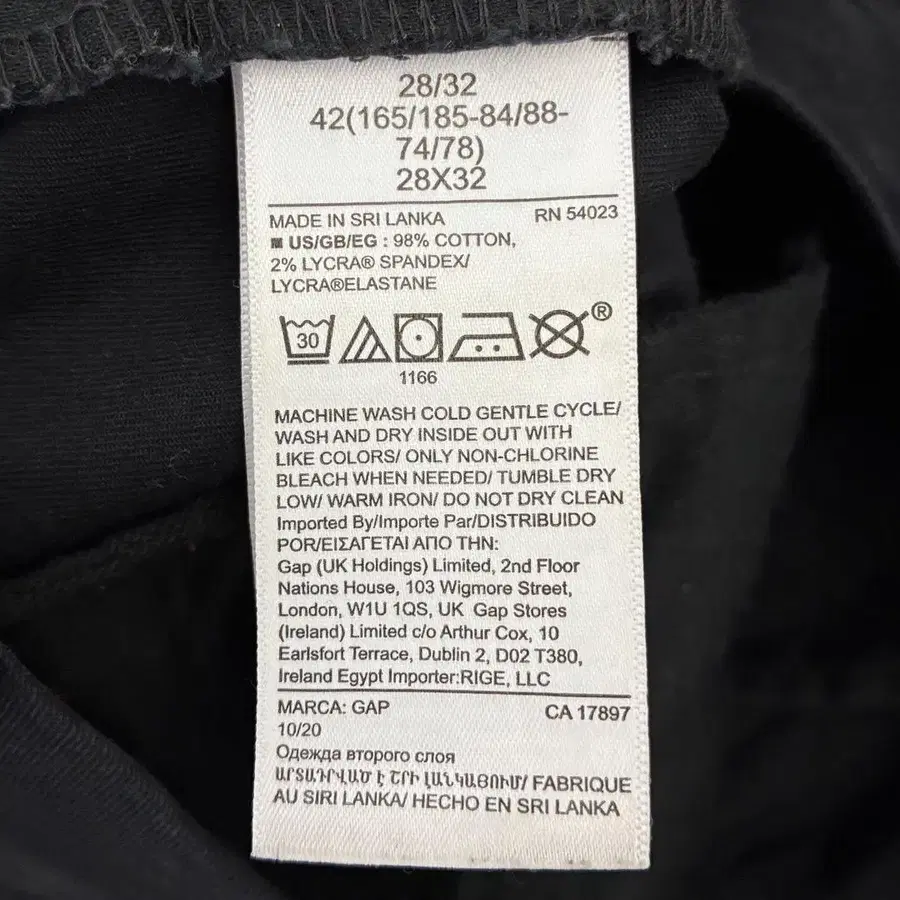 28/32
42(165/185-84/88-
74/78)
28X32
MADE IN SRI LANKA RN 54023
US/GB/EG : 98% COTTON,
2% LYCRA® SPANDEX/
LYCRA®ELASTANE
30
®
1166
MACHINE WASH COLD GENTLE CYCLE/
WASH AND DRY INSIDE OUT WITH
LIKE COLORS/ ONLY NON-CHLORINE
BLEACH WHEN NEEDED/ TUMBLE DRY
LOW/ WARM IRON/ DO NOT DRY CLEAN
Imported By/Importe Par/DISTRIBUIDO
POR/ΕΙΣΑΓΕΤΑΙ ΑΠΟ ΤΗΝ:
Gap (UK Holdings) Limited, 2nd Floor
Nations House, 103 Wigmore Street,
London, W1U 1QS, UK Gap Stores
(Ireland) Limited c/o Arthur Cox, 10
Earlsfort Terrace, Dublin 2, D02 T380,
Ireland Egypt Importer:RIGE, LLC
MARCA: GAP CA 17897
10/20
Одежда второго слоя
ԱՐՏԱԴՐՎԱԾ Է ՇՐԻ ԼԱՆԿԱՅՈՒՄ/ FABRIQUE
AU SIRI LANKA/ HECHO EN SRI LANKA